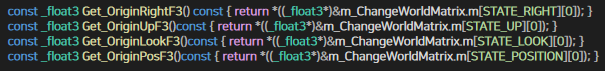 const _float3 Get_OriginRightF3() const { return *((_float3*)&m_ChangeWorldMatrix.m[STATE_RIGHT][0]); }
const _float3 Get_OriginUpF3()const { return *((_float3*)&m_ChangeWorldMatrix.m[STATE_UP][0]); }
const _float3 Get_OriginLookF3()const { return *((_float3*)&m_ChangeWorldMatrix.m[STATE_LOOK][0]); }
const _float3 Get_OriginPosF3()const { return *((_float3*)&m_ChangeWorldMatrix.m[STATE_POSITION][0]); }